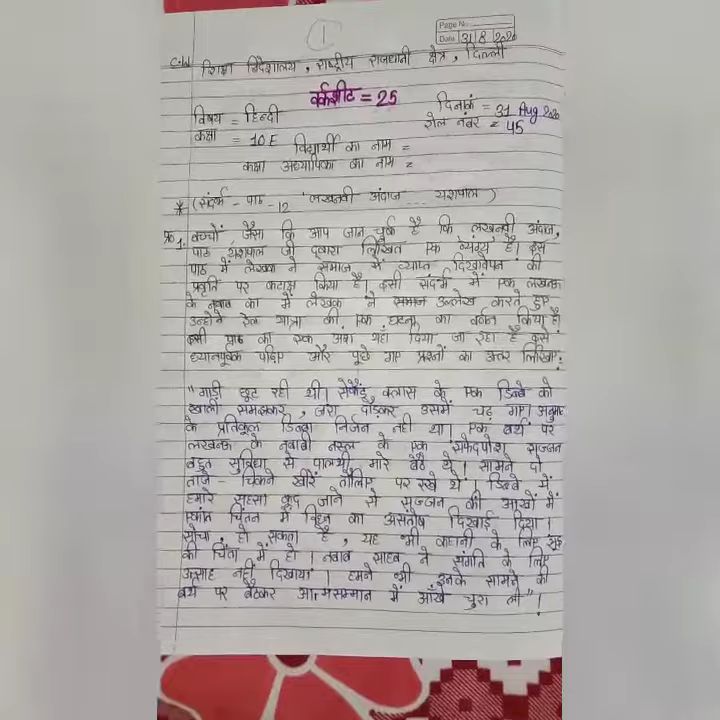 1
Page No.
Date 31 8 2020
C.W शिक्षा निदेशालय, राष्ट्रीय राजधानी क्षेत्र, दिल्ली
वर्कशीट = 25
विषय = हिन्दी दिनांक = 31 Aug 2020
कक्षा = 10 E रोल नंबर = 45
विद्यार्थी का नाम =
कक्षा अध्यापिका का नाम =
* (संदर्भ - पाठ -12 'लखनवी अंदाज ... यशपाल)
प्र० 1. बच्चों जैसा कि आप जान चुके है कि लखनवी अंदाज,
पाठ यशपाल जी द्वारा लिखित एक व्यंग्य है। इस
पाठ में लेखक ने समाज में व्याप्त दिखावेपन की
प्रवृति पर कटाक्ष किया है। इसी संदर्भ में एक लखनऊ
के नवाब का में लेखक ने समाज उल्लेख करते हुए
उन्होंने रेल यात्रा की एक घटना का वर्णन किया है।
इसी पाठ का एक अंश यहाँ दिया जा रहा है इसे
ध्यानपूर्वक पढिए और पूछे गए प्रश्नों का उत्तर लिखिए:
"गाड़ी छूट रही थी। सेकेंड क्लास के एक डिब्बे को
खाली समझकर, जरा दौड़कर उसमें चढ़ गए। अनुमान
के प्रतिकूल डिब्बा निर्जन नही था। एक बर्थ पर
लखनऊ के नवाबी नस्ल के एक सफेदपोश सज्जन
बहुत सुविधा से पालथी मारे बैठे थे। सामने दो
ताजे - चिकने खीरे तौलिए पर रखे थे। डिब्बे में
हमारे सहसा कूद जाने से सज्जन की आखों में
एकांत चिंतन में विघ्न का असंतोष दिखाई दिया।
सोचा, हो सकता है, यह भी कहानी के लिए सूझ
की चिंता में हो। नवाब साहब ने संगति के लिए
उत्साह नहीं दिखाया। हमने भी इनके सामने की
बर्थ पर बैठकर आत्मसम्मान में आँखे चुरा ली"।